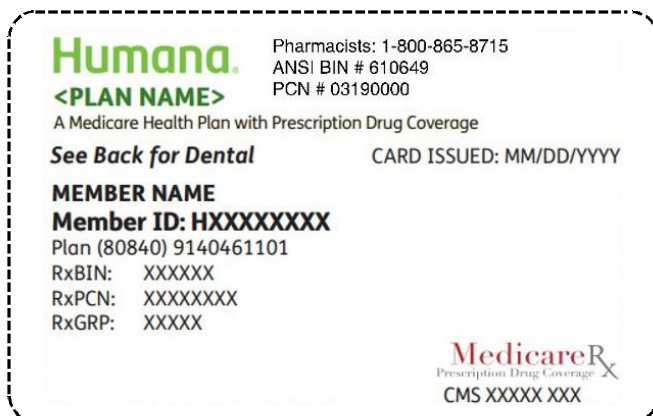 Humana.
Pharmacists: 1-800-865-8715
ANSI BIN # 610649
PCN # 03190000
<PLAN NAME>
A Medicare Health Plan with Prescription Drug Coverage
See Back for Dental
CARD ISSUED: MM/DD/YYYY
MEMBER NAME
Member ID: HXXXXXXXX
Plan (80840) 9140461101
RxBIN: XXXXXX
RxPCN: XXXXXXXX
RxGRP: XXXXX
MedicareRx
Prescription Drug Coverage
CMS XXXXX XXX